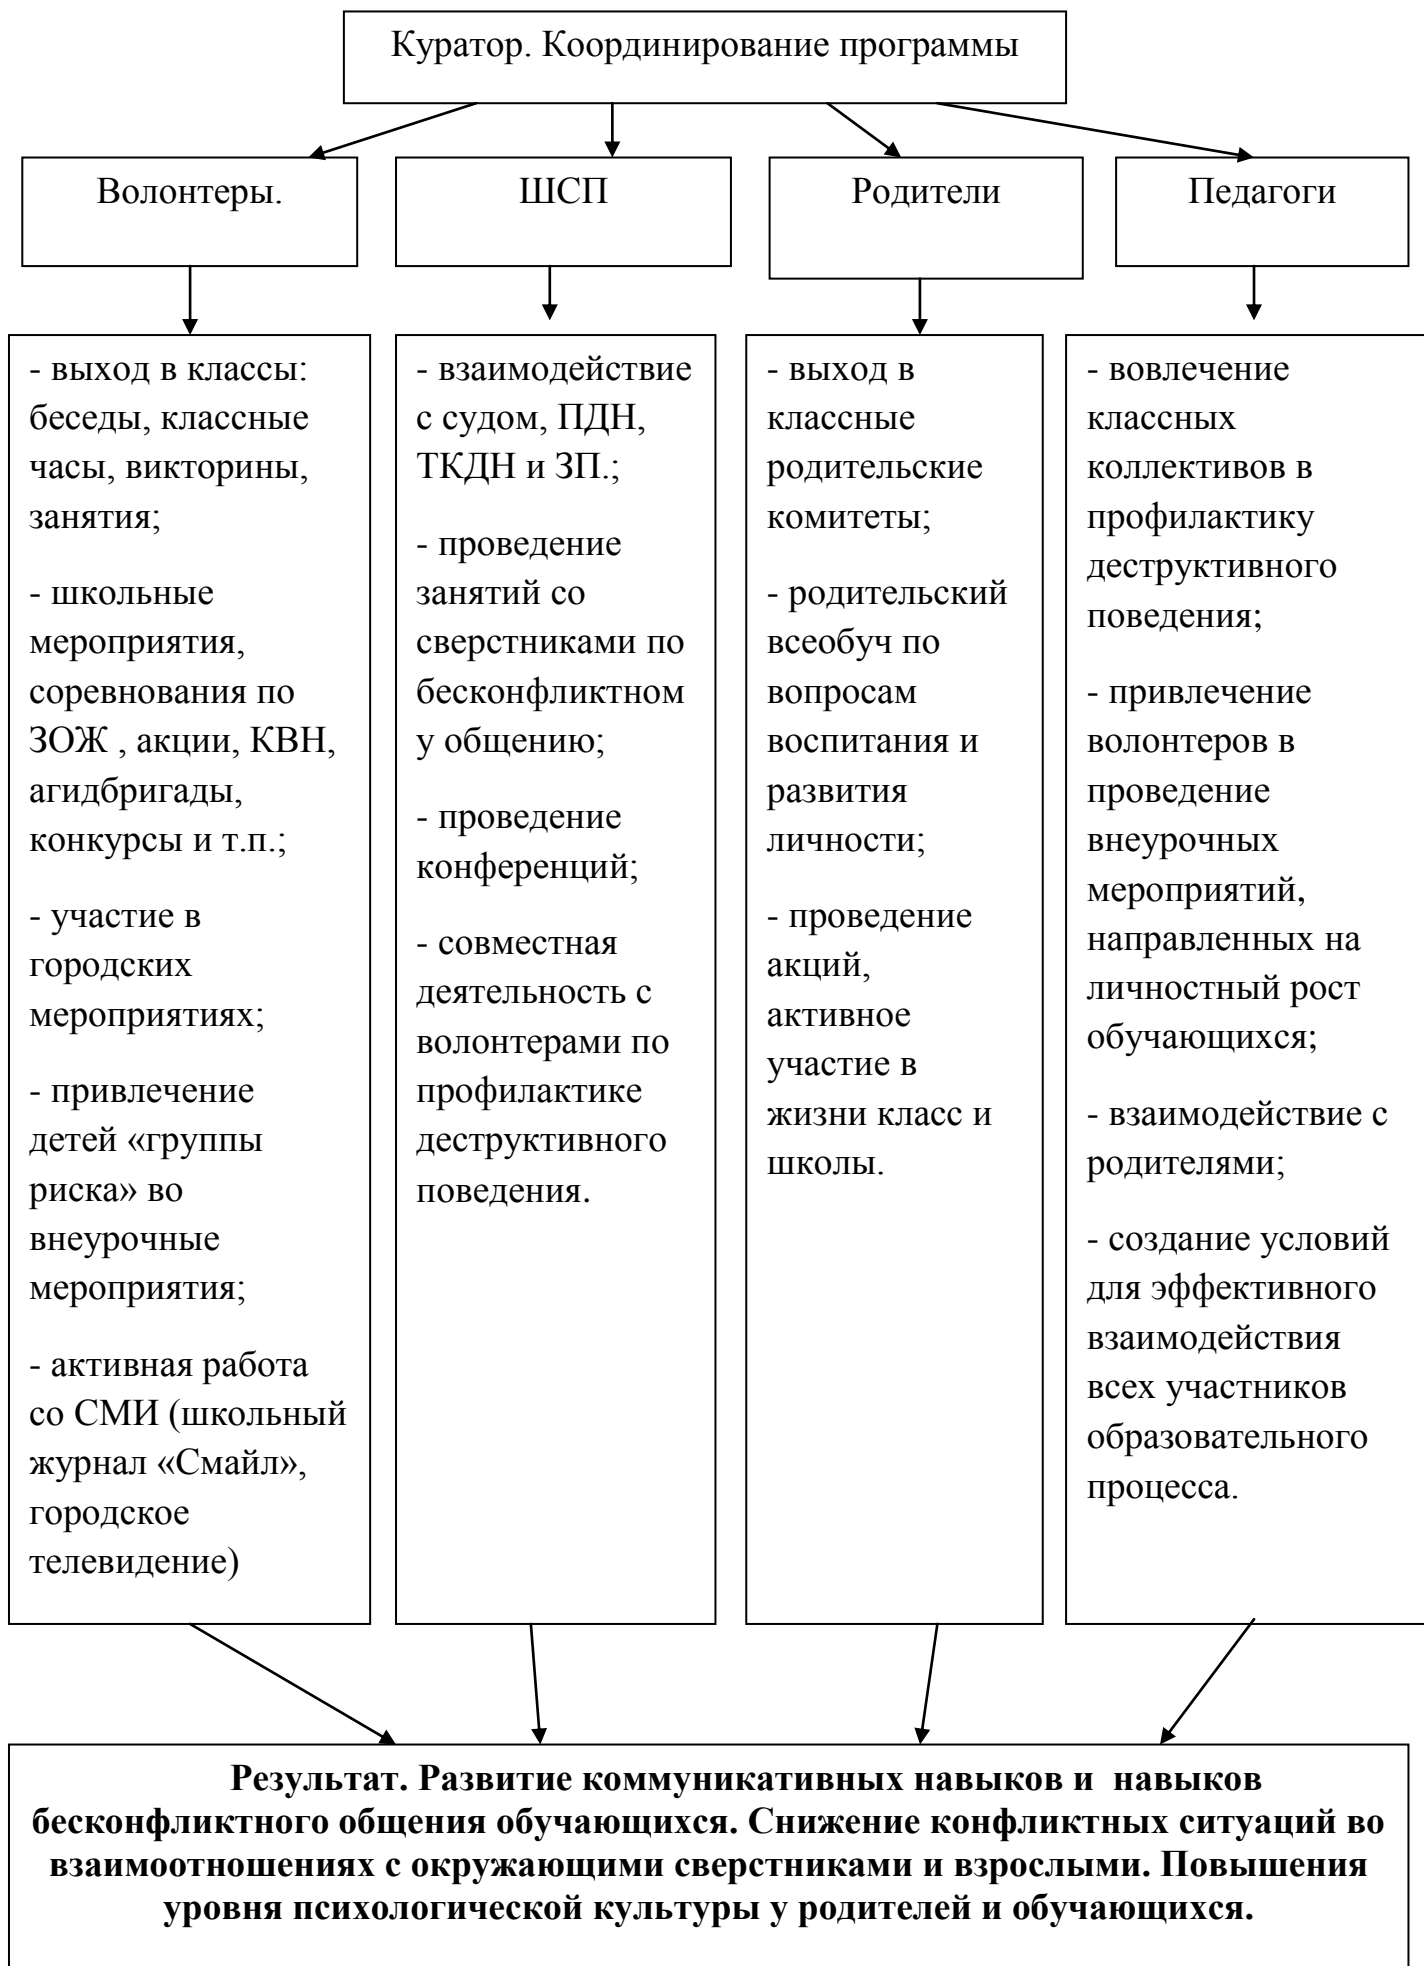 Куратор. Координирование программы
Волонтеры.
ШСП
Родители
Педагоги
- выход в классы:
беседы, классные
часы, викторины,
занятия;
- школьные
мероприятия,
соревнования по
ЗОЖ , акции, КВН,
агидбригады,
конкурсы и т.п.;
- участие в
городских
мероприятиях;
- привлечение
детей «группы
риска» во
внеурочные
мероприятия;
- активная работа
со СМИ (школьный
журнал «Смайл»,
городское
телевидение)
- взаимодействие
с судом, ПДН,
ТКДН и ЗП.;
- проведение
занятий со
сверстниками по
бесконфликтном
у общению;
- проведение
конференций;
- совместная
деятельность с
волонтерами по
профилактике
деструктивного
поведения.
- выход в
классные
родительские
комитеты;
- родительский
всеобуч по
вопросам
воспитания и
развития
личности;
- проведение
акций,
активное
участие в
жизни класс и
школы.
- вовлечение
классных
коллективов в
профилактику
деструктивного
поведения;
- привлечение
волонтеров в
проведение
внеурочных
мероприятий,
направленных на
личностный рост
обучающихся;
- взаимодействие с
родителями;
- создание условий
для эффективного
взаимодействия
всех участников
образовательного
процесса.
Результат. Развитие коммуникативных навыков и  навыков
бесконфликтного общения обучающихся. Снижение конфликтных ситуаций во
взаимоотношениях с окружающими сверстниками и взрослыми. Повышения
уровня психологической культуры у родителей и обучающихся.